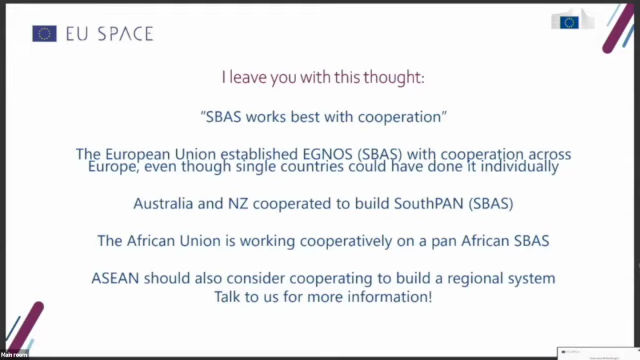 EU SPACE
I leave you with this thought:
"SBAS works best with cooperation"
The European Union established EGNOS (SBAS) with cooperation across
Europe, even though single countries could have done it individually
Australia and NZ cooperated to build SouthPAN (SBAS)
The African Union is working cooperatively on a pan African SBAS
ASEAN should also consider cooperating to build a regional system
Talk to us for more information!
Main room